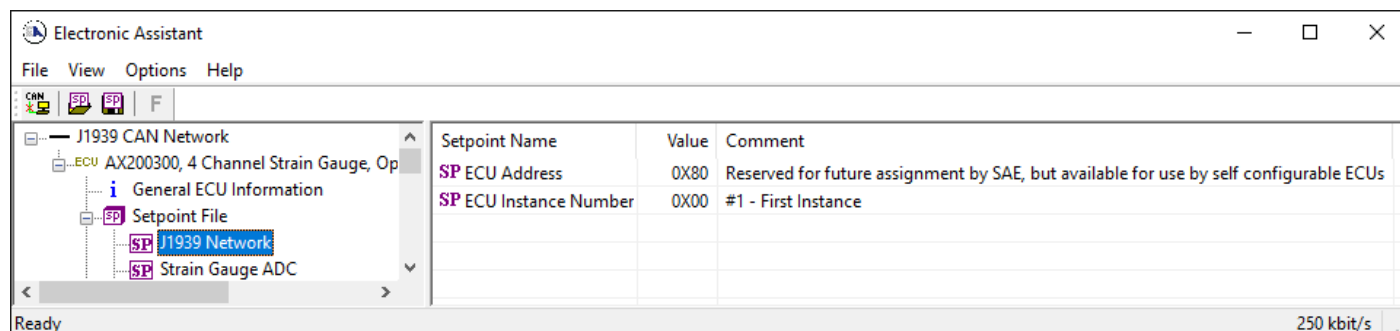 Electronic Assistant
File View Options Help
CAN SP SP F
J1939 CAN Network
ECU AX200300, 4 Channel Strain Gauge, Op
i General ECU Information
SP Setpoint File
SP J1939 Network
SP Strain Gauge ADC
Setpoint Name Value Comment
SP ECU Address 0X80 Reserved for future assignment by SAE, but available for use by self configurable ECUs
SP ECU Instance Number 0X00 #1 - First Instance
Ready 250 kbit/s